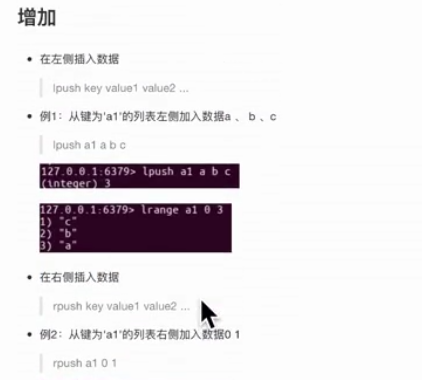 增加
在左侧插入数据
lpush key value1 value2 ...
例1：从键为'a1'的列表左侧加入数据a 、 b 、c
lpush a1 a b c
127.0.0.1:6379> lpush a1 a b c
(integer) 3
127.0.0.1:6379> lrange a1 0 3
1) "c"
2) "b"
3) "a"
在右侧插入数据
rpush key value1 value2 ...
例2：从键为'a1'的列表右侧加入数据0 1
rpush a1 0 1